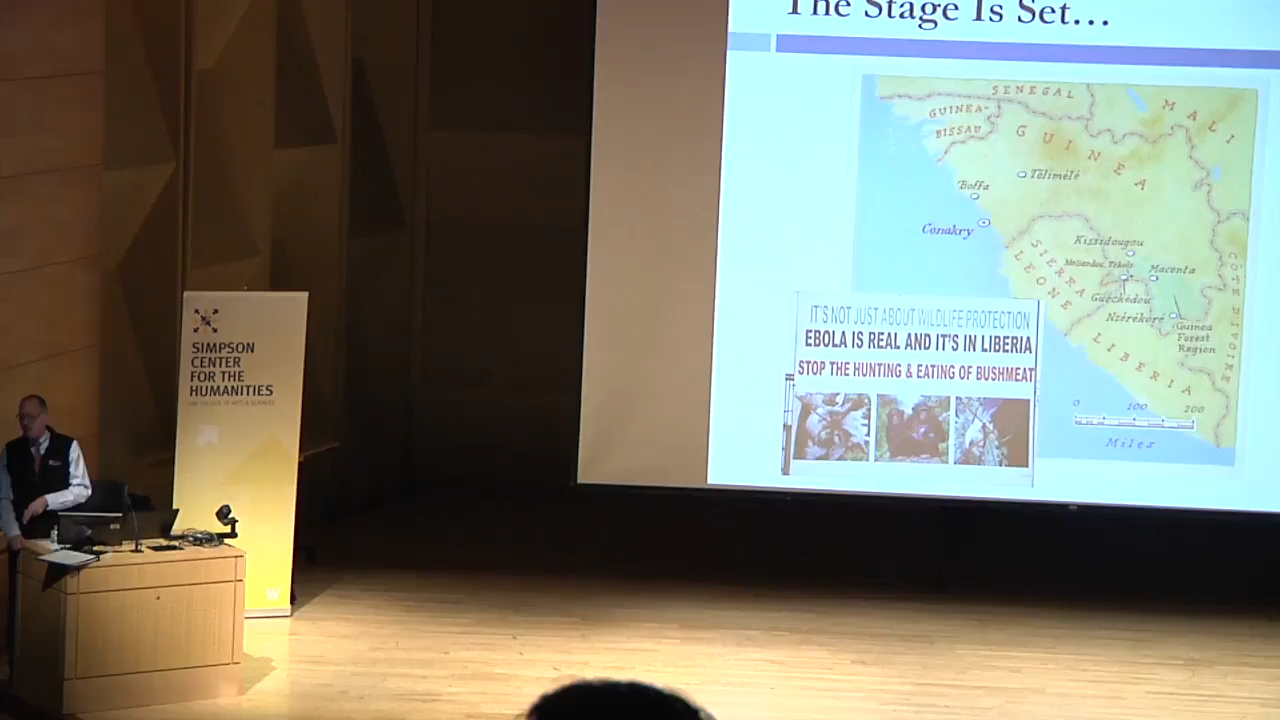 The Stage Is Set...
SENEGAL
MALI
GUINEA-
BISSAU
GUINEA
Télimélé
Boffa
Conakry
Kissidougou
Macenta
Guéckédou
Nzérékoré
Guinea
Forest
Region
SIERRA
LEONE
LIBERIA
CÔTE D'IVOIRE
0 100 200
Miles
IT'S NOT JUST ABOUT WILDLIFE PROTECTION
EBOLA IS REAL AND IT'S IN LIBERIA
STOP THE HUNTING & EATING OF BUSHMEAT
SIMPSON
CENTER
FOR THE
HUMANITIES
W